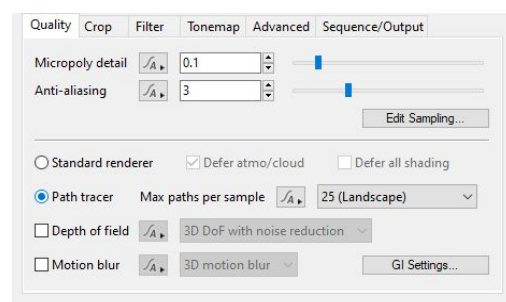 Quality Crop Filter Tonemap Advanced Sequence/Output
Micropoly detail A 0.1
Anti-aliasing A 3
Edit Sampling...
Standard renderer Defer atmo/cloud Defer all shading
Path tracer Max paths per sample A 25 (Landscape)
Depth of field A 3D DoF with noise reduction
Motion blur A 3D motion blur GI Settings...